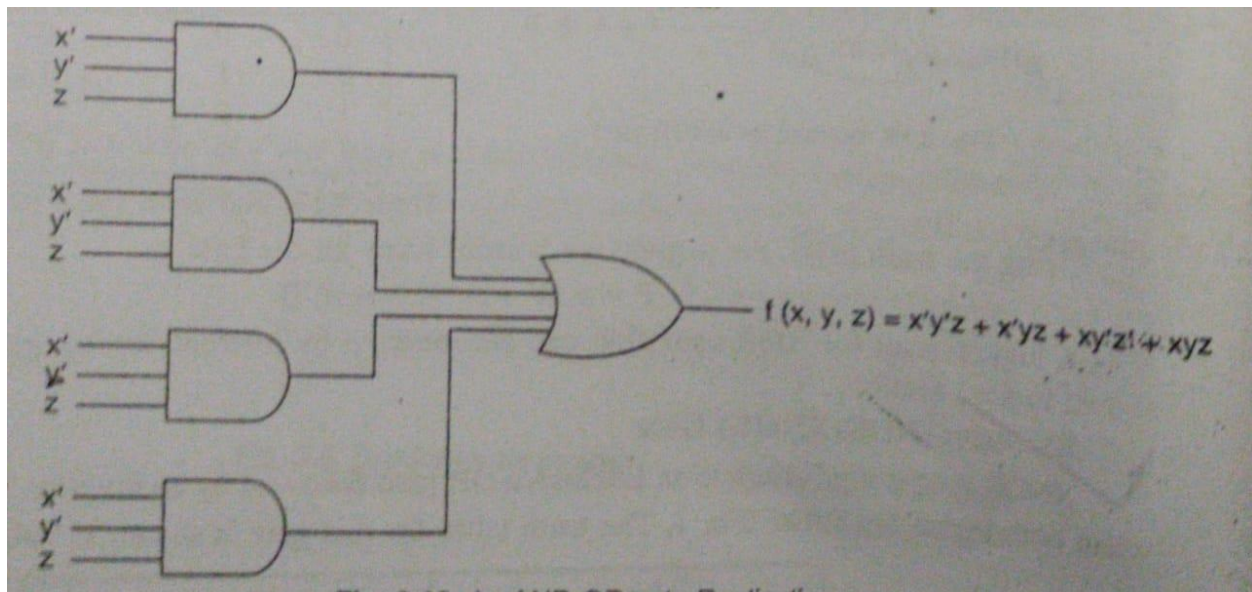 x'
y'
z
x'
y'
z
f (x, y, z) = x'y'z + x'yz + xy'z' + xyz
x'
y'
z
x'
y'
z